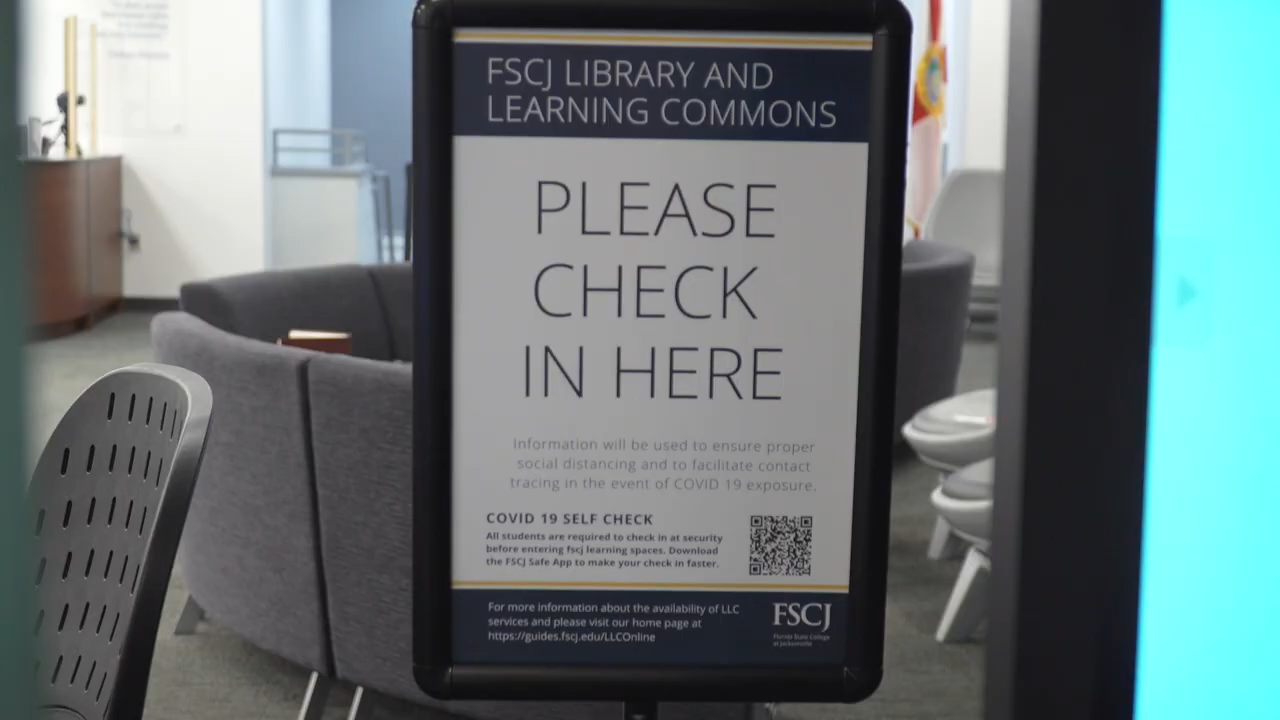 FSCJ LIBRARY AND
LEARNING COMMONS
PLEASE
CHECK
IN HERE
Information will be used to ensure proper
social distancing and to facilitate contact
tracing in the event of COVID 19 exposure.
COVID 19 SELF CHECK
All students are required to check in at security
before entering fscj learning spaces. Download
the FSCJ Safe App to make your check in faster.
For more information about the availability of LLC
services and please visit our home page at
https://guides.fscj.edu/LLCOnline
FSCJ
Florida State College
at Jacksonville